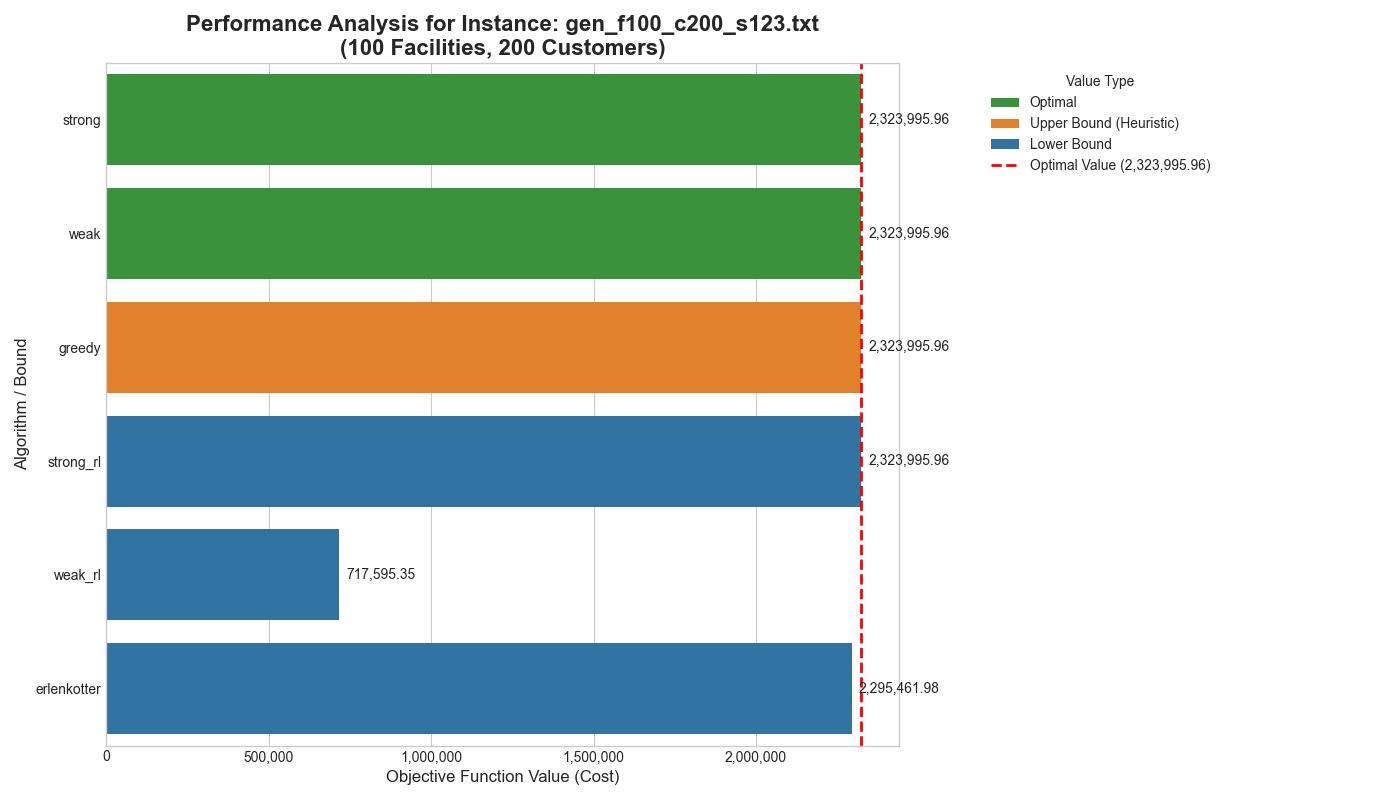 Performance Analysis for Instance: gen_f100_c200_s123.txt
(100 Facilities, 200 Customers)
Algorithm / Bound
strong
2,323,995.96
weak
2,323,995.96
greedy
2,323,995.96
strong_rl
2,323,995.96
weak_rl
717,595.35
erlenkotter
2,295,461.98
0
500,000
1,000,000
1,500,000
2,000,000
Objective Function Value (Cost)
Value Type
Optimal
Upper Bound (Heuristic)
Lower Bound
Optimal Value (2,323,995.96)